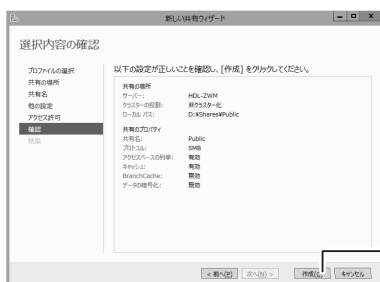 新しい共有ウィザード
選択内容の確認
プロファイルの選択
共有の場所
共有名
他の設定
アクセス許可
確認
結果
以下の設定が正しいことを確認し、[作成] をクリックしてください。
共有の場所
サーバー: HDL-ZWM
クラスターの役割: 非クラスター化
ローカル パス: D:¥Shares¥Public
共有のプロパティ
共有名: Public
プロトコル: SMB
アクセスベースの列挙: 有効
キャッシュ: 有効
BranchCache: 無効
データの暗号化: 無効
< 前へ(P) 次へ(N) > 作成(C) キャンセル